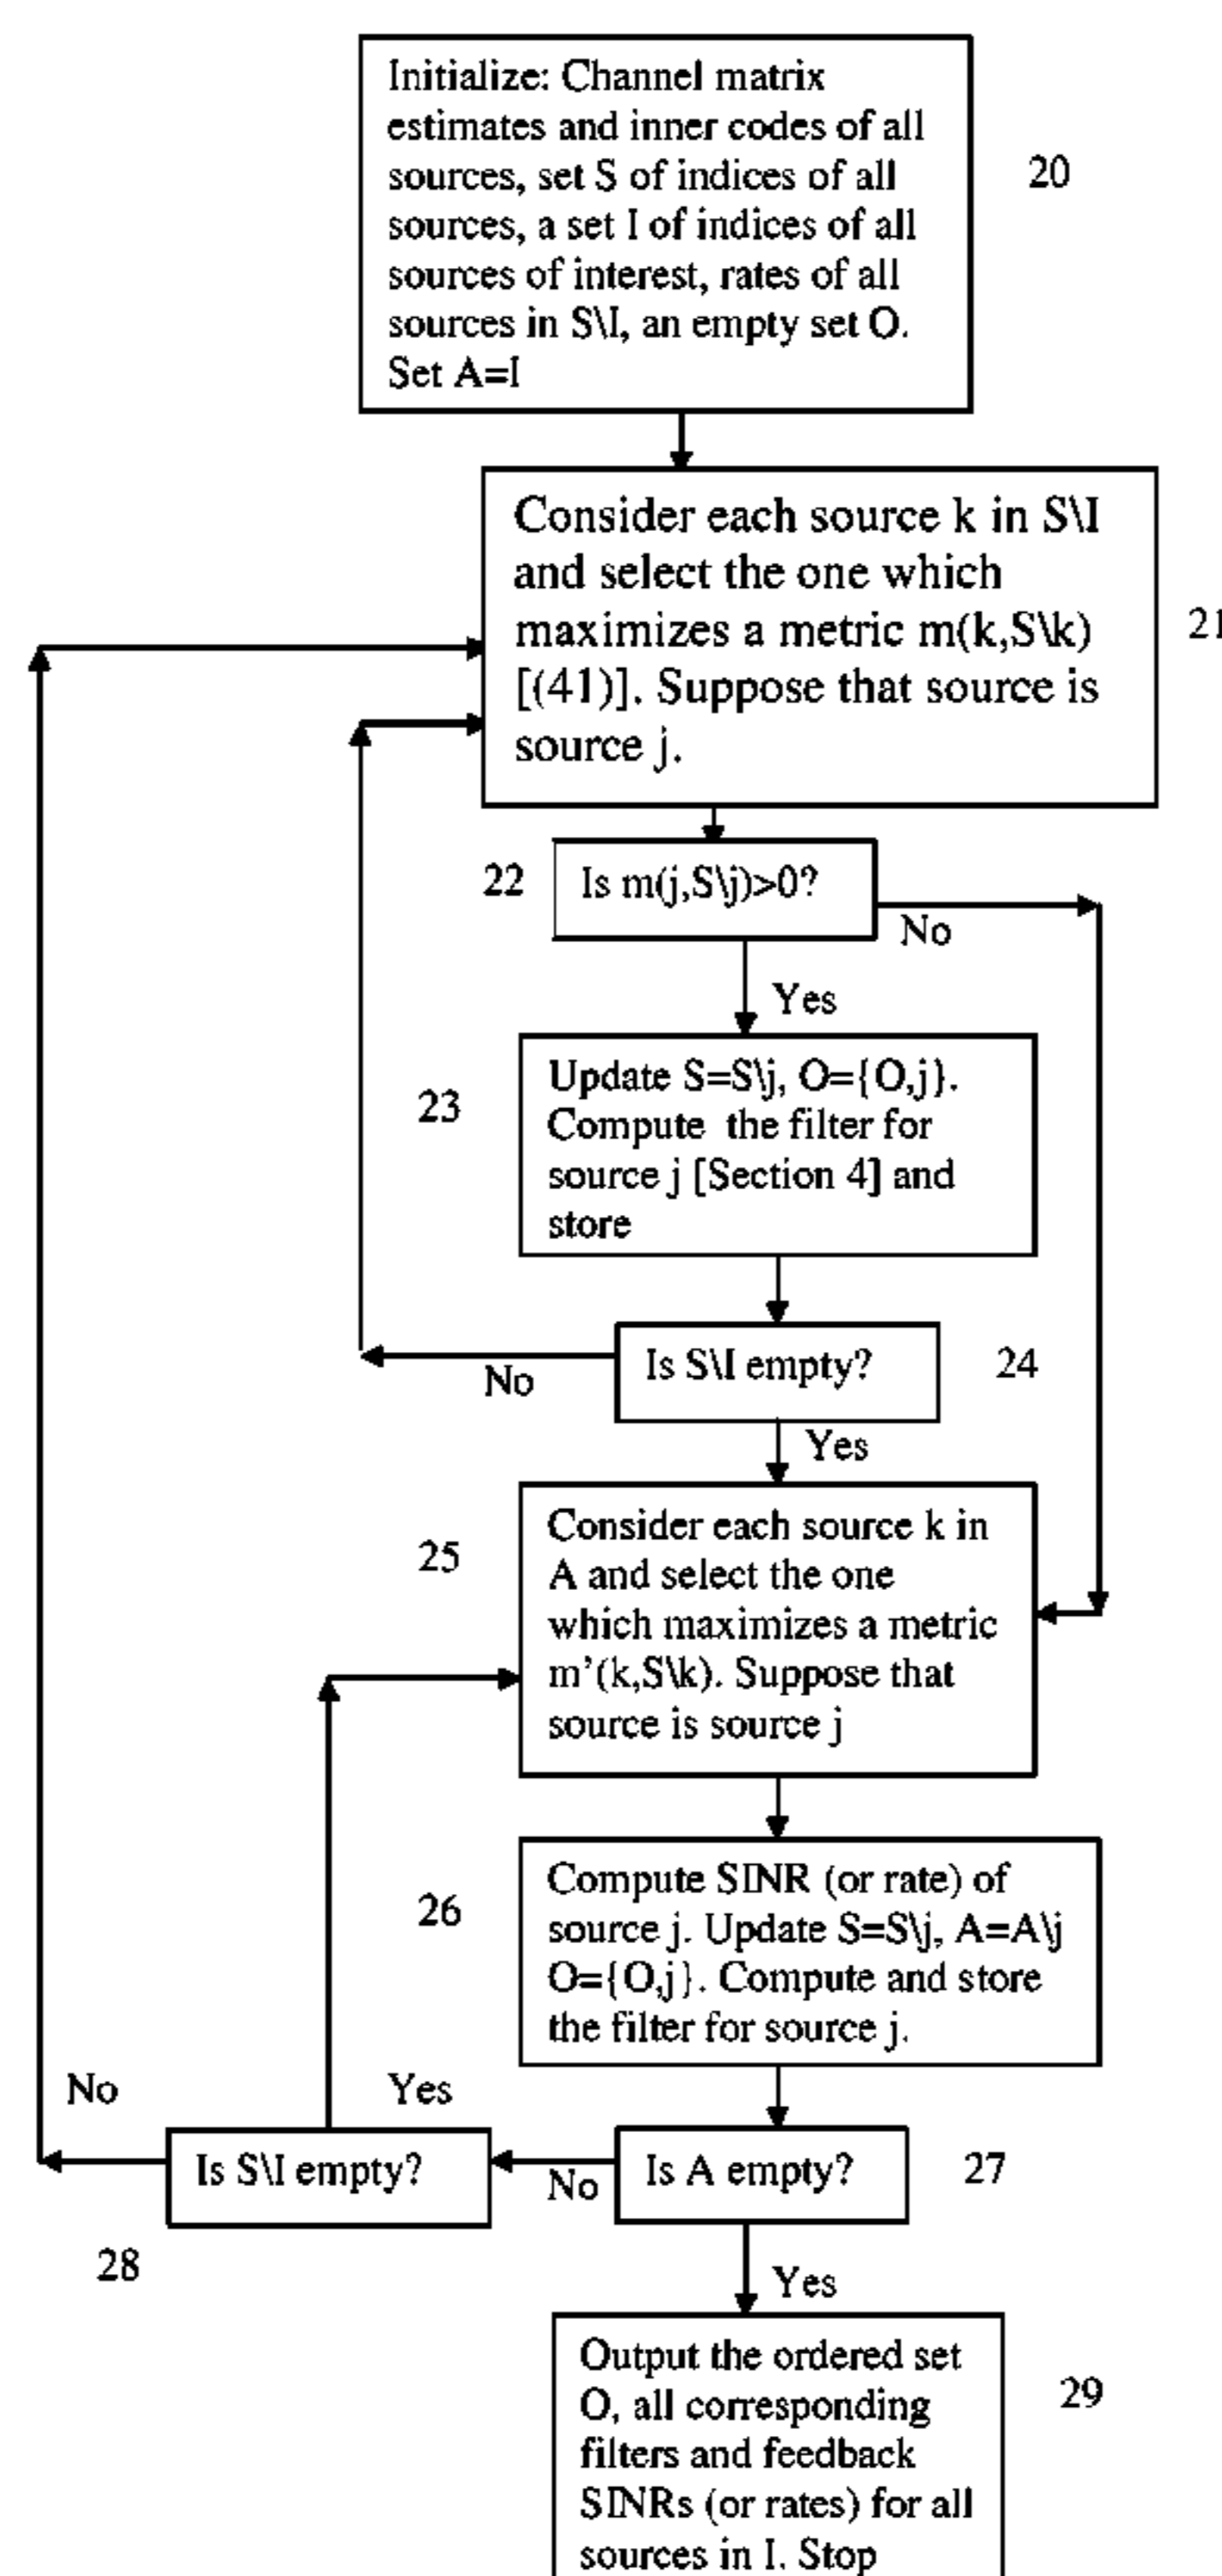 Initialize: Channel matrix
estimates and inner codes of all
sources, set S of indices of all
sources, a set I of indices of all
sources of interest, rates of all
sources in S\I, an empty set O.
Set A=I
20
Consider each source k in S\I
and select the one which
maximizes a metric m(k,S\k)
[(41)]. Suppose that source is
source j.
21
22
Is m(j,S\j)>0?
No
Yes
23
Update S=S\j, O={O,j}.
Compute the filter for
source j [Section 4] and
store
Is S\I empty?
24
No
Yes
25
Consider each source k in
A and select the one
which maximizes a metric
m'(k,S\k). Suppose that
source is source j
26
Compute SINR (or rate) of
source j. Update S=S\j, A=A\j
O={O,j}. Compute and store
the filter for source j.
No
Yes
Is S\I empty?
No
Is A empty?
27
28
Yes
Output the ordered set
O, all corresponding
filters and feedback
SINRs (or rates) for all
sources in I. Stop
29